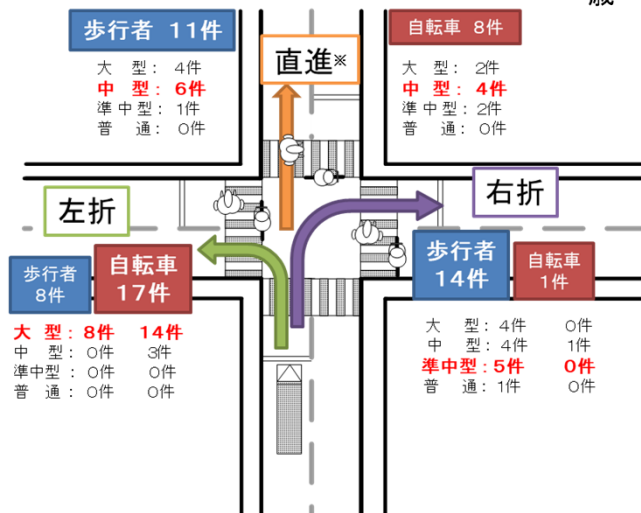 歩行者 11件
大 型： 4件
中 型： 6件
準中型： 1件
普 通： 0件
直進※
自転車 8件
大 型： 2件
中 型： 4件
準中型： 2件
普 通： 0件
左折
右折
歩行者
8件
自転車
17件
大 型：8件 14件
中 型：0件 3件
準中型：0件 0件
普 通：0件 0件
歩行者
14件
自転車
1件
大 型：4件 0件
中 型：4件 1件
準中型：5件 0件
普 通：1件 0件